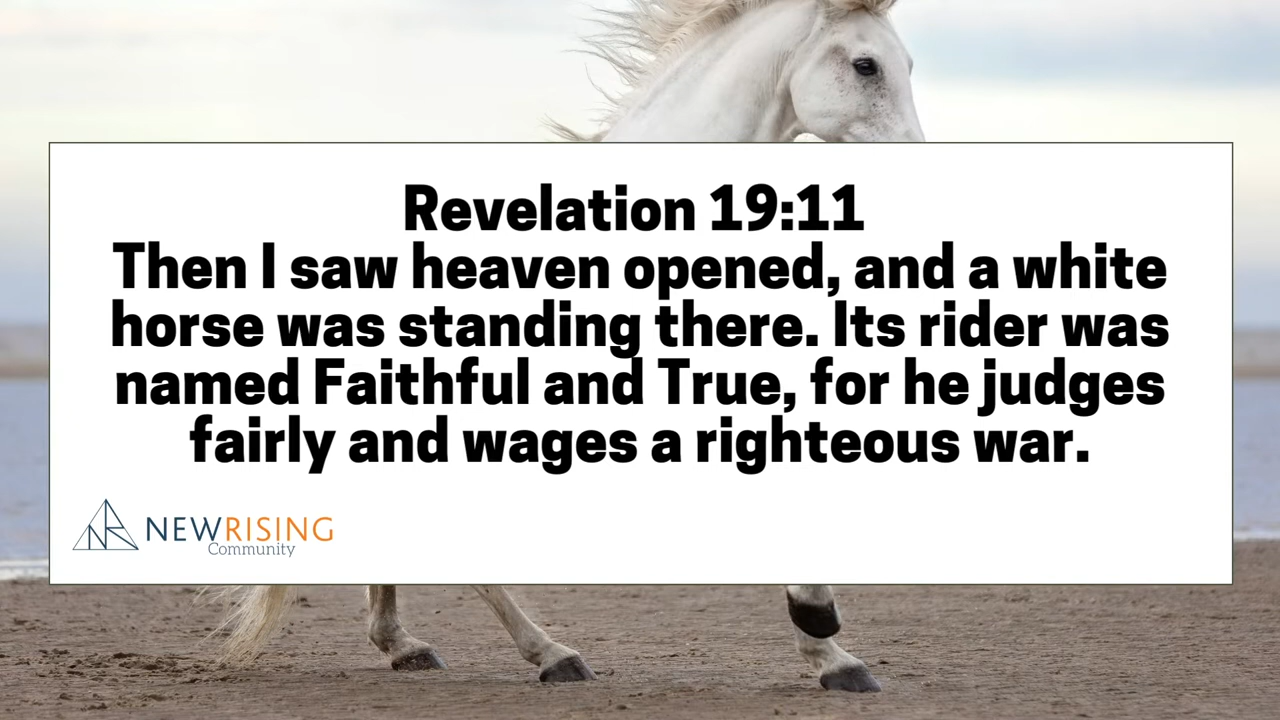 Revelation 19:11
Then I saw heaven opened, and a white
horse was standing there. Its rider was
named Faithful and True, for he judges
fairly and wages a righteous war.
NR
NEWRISING
Community